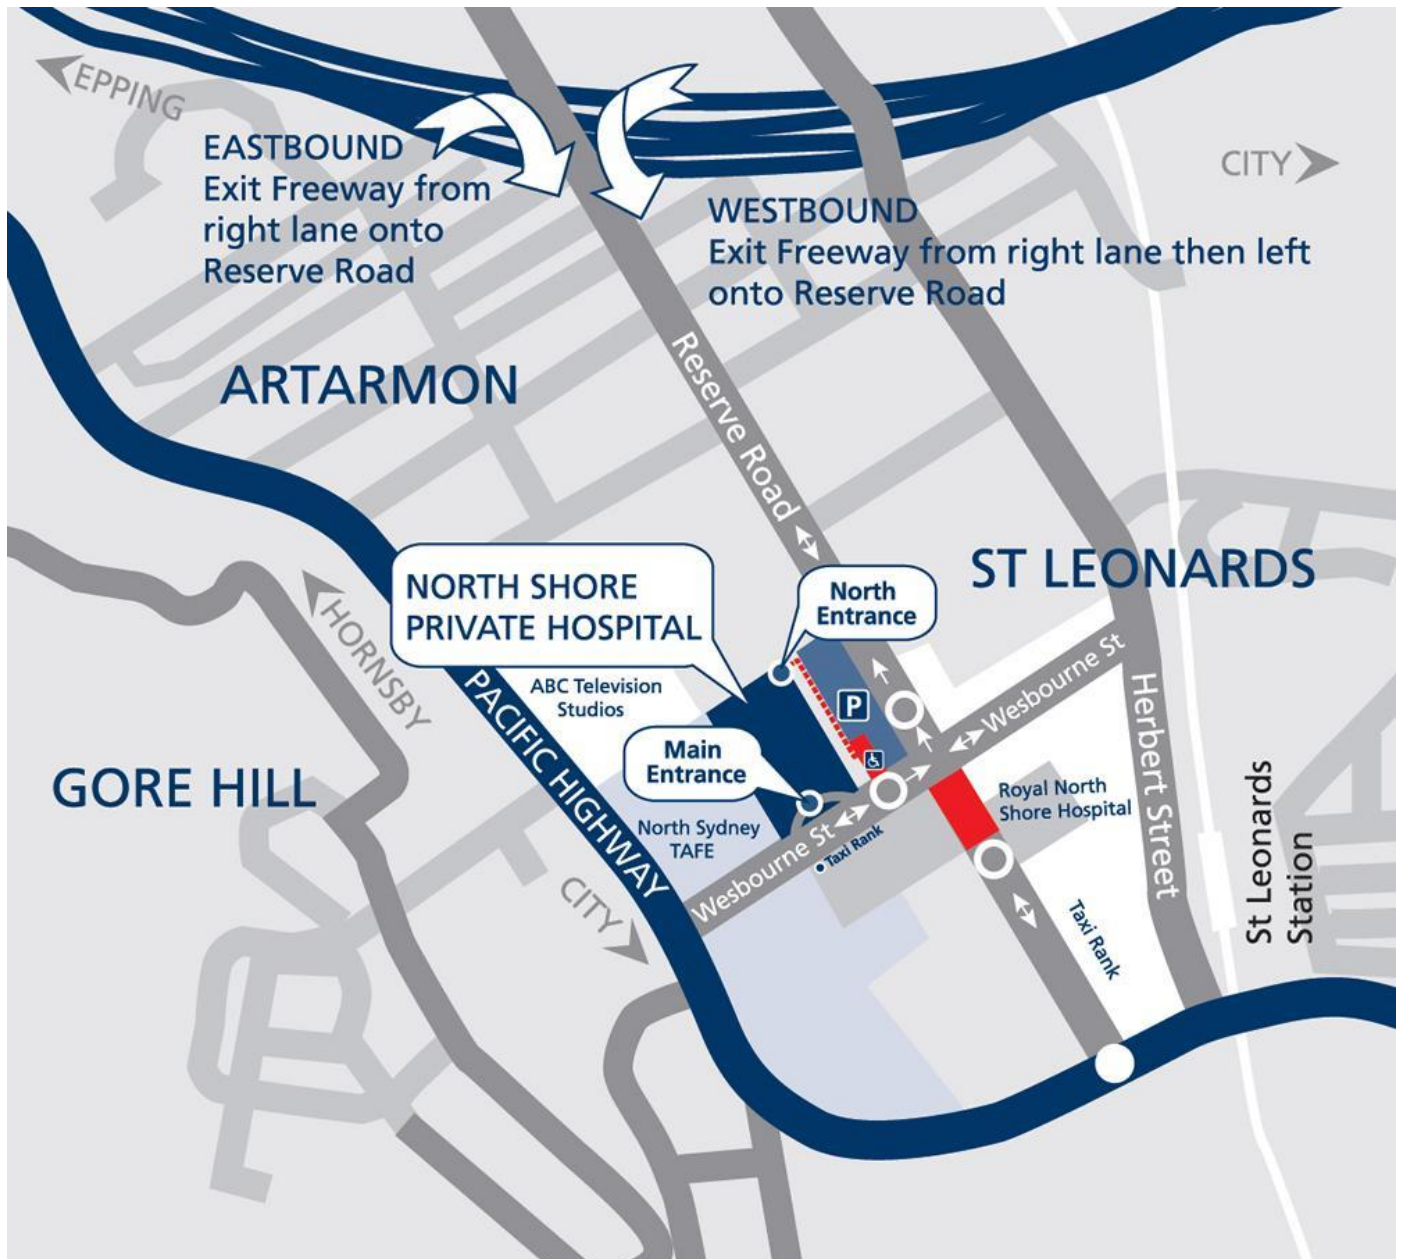 EPPING
EASTBOUND
Exit Freeway from
right lane onto
Reserve Road
CITY
WESTBOUND
Exit Freeway from right lane then left
onto Reserve Road
ARTARMON
Reserve Road
ST LEONARDS
NORTH SHORE
PRIVATE HOSPITAL
North
Entrance
HORNSBY
PACIFIC HIGHWAY
ABC Television
Studios
P
Wesbourne St
Herbert Street
Main
Entrance
GORE HILL
Royal North
Shore Hospital
North Sydney
TAFE
Wesbourne St
Taxi Rank
CITY
Taxi Rank
St Leonards
Station